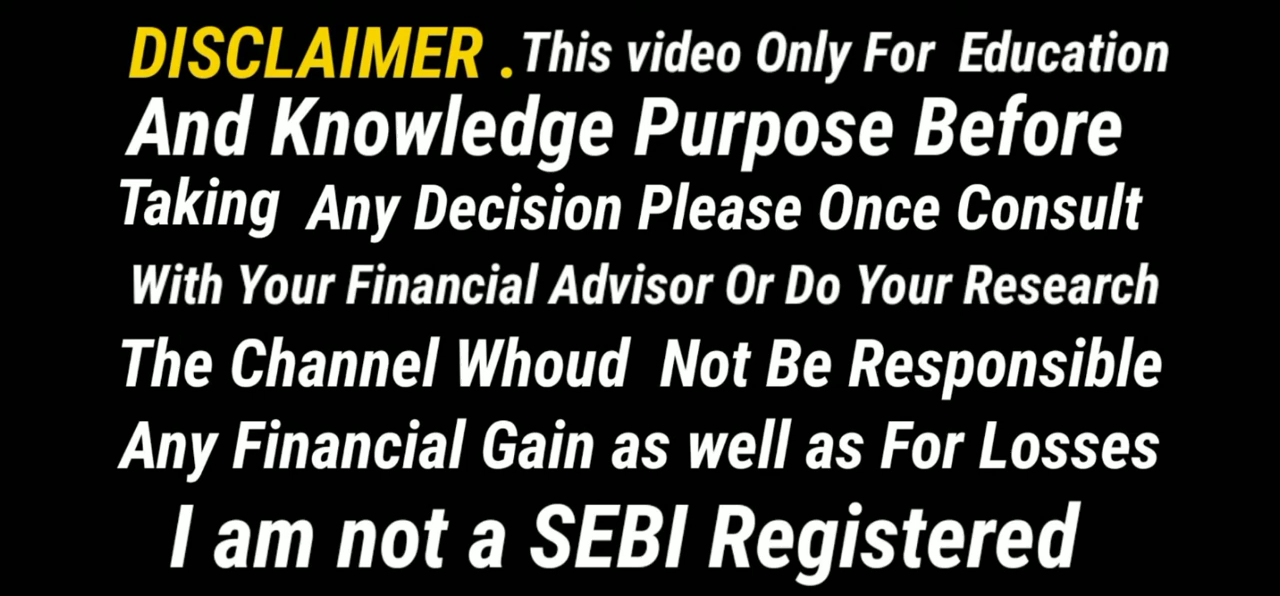 DISCLAIMER . This video Only For Education
And Knowledge Purpose Before
Taking Any Decision Please Once Consult
With Your Financial Advisor Or Do Your Research
The Channel Whoud Not Be Responsible
Any Financial Gain as well as For Losses
I am not a SEBI Registered